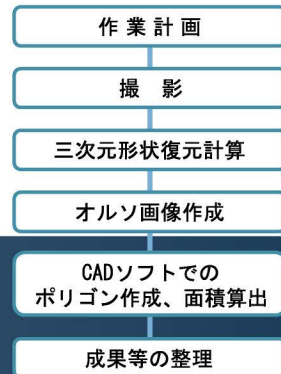 作業計画
撮 影
三次元形状復元計算
オルソ画像作成
CADソフトでの
ポリゴン作成、面積算出
成果等の整理